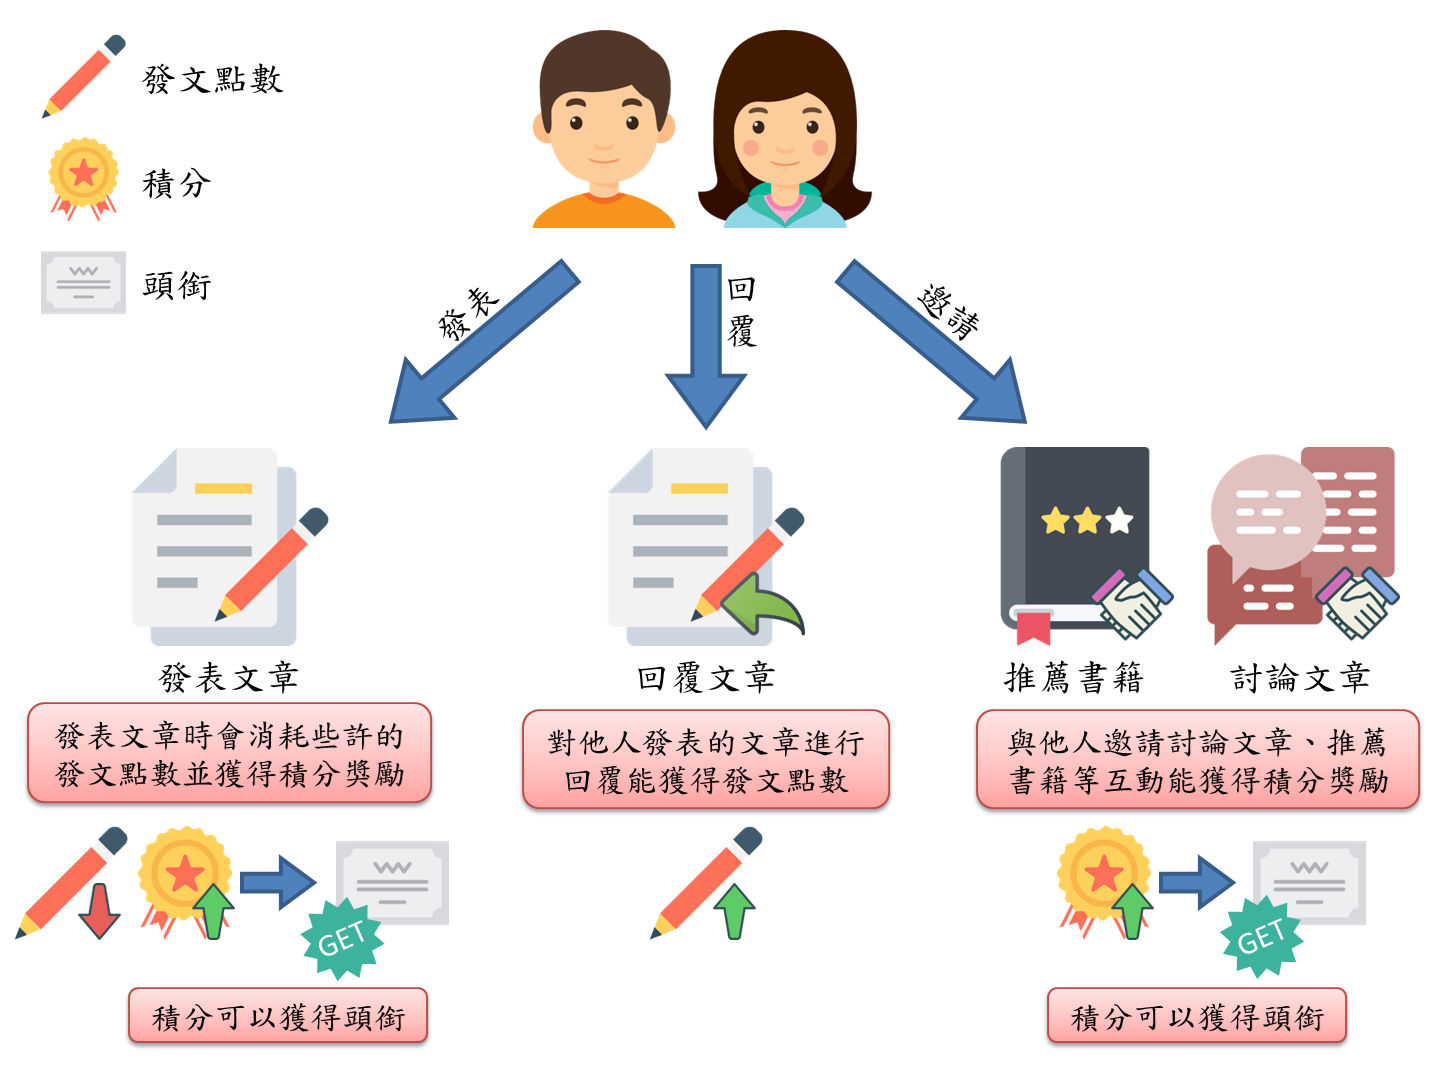 發文點數
積分
頭銜
發表
回
覆
邀請
發表文章
回覆文章
推薦書籍
討論文章
發表文章時會消耗些許的
發文點數並獲得積分獎勵
對他人發表的文章進行
回覆能獲得發文點數
與他人邀請討論文章、推薦
書籍等互動能獲得積分獎勵
GET
GET
積分可以獲得頭銜
積分可以獲得頭銜